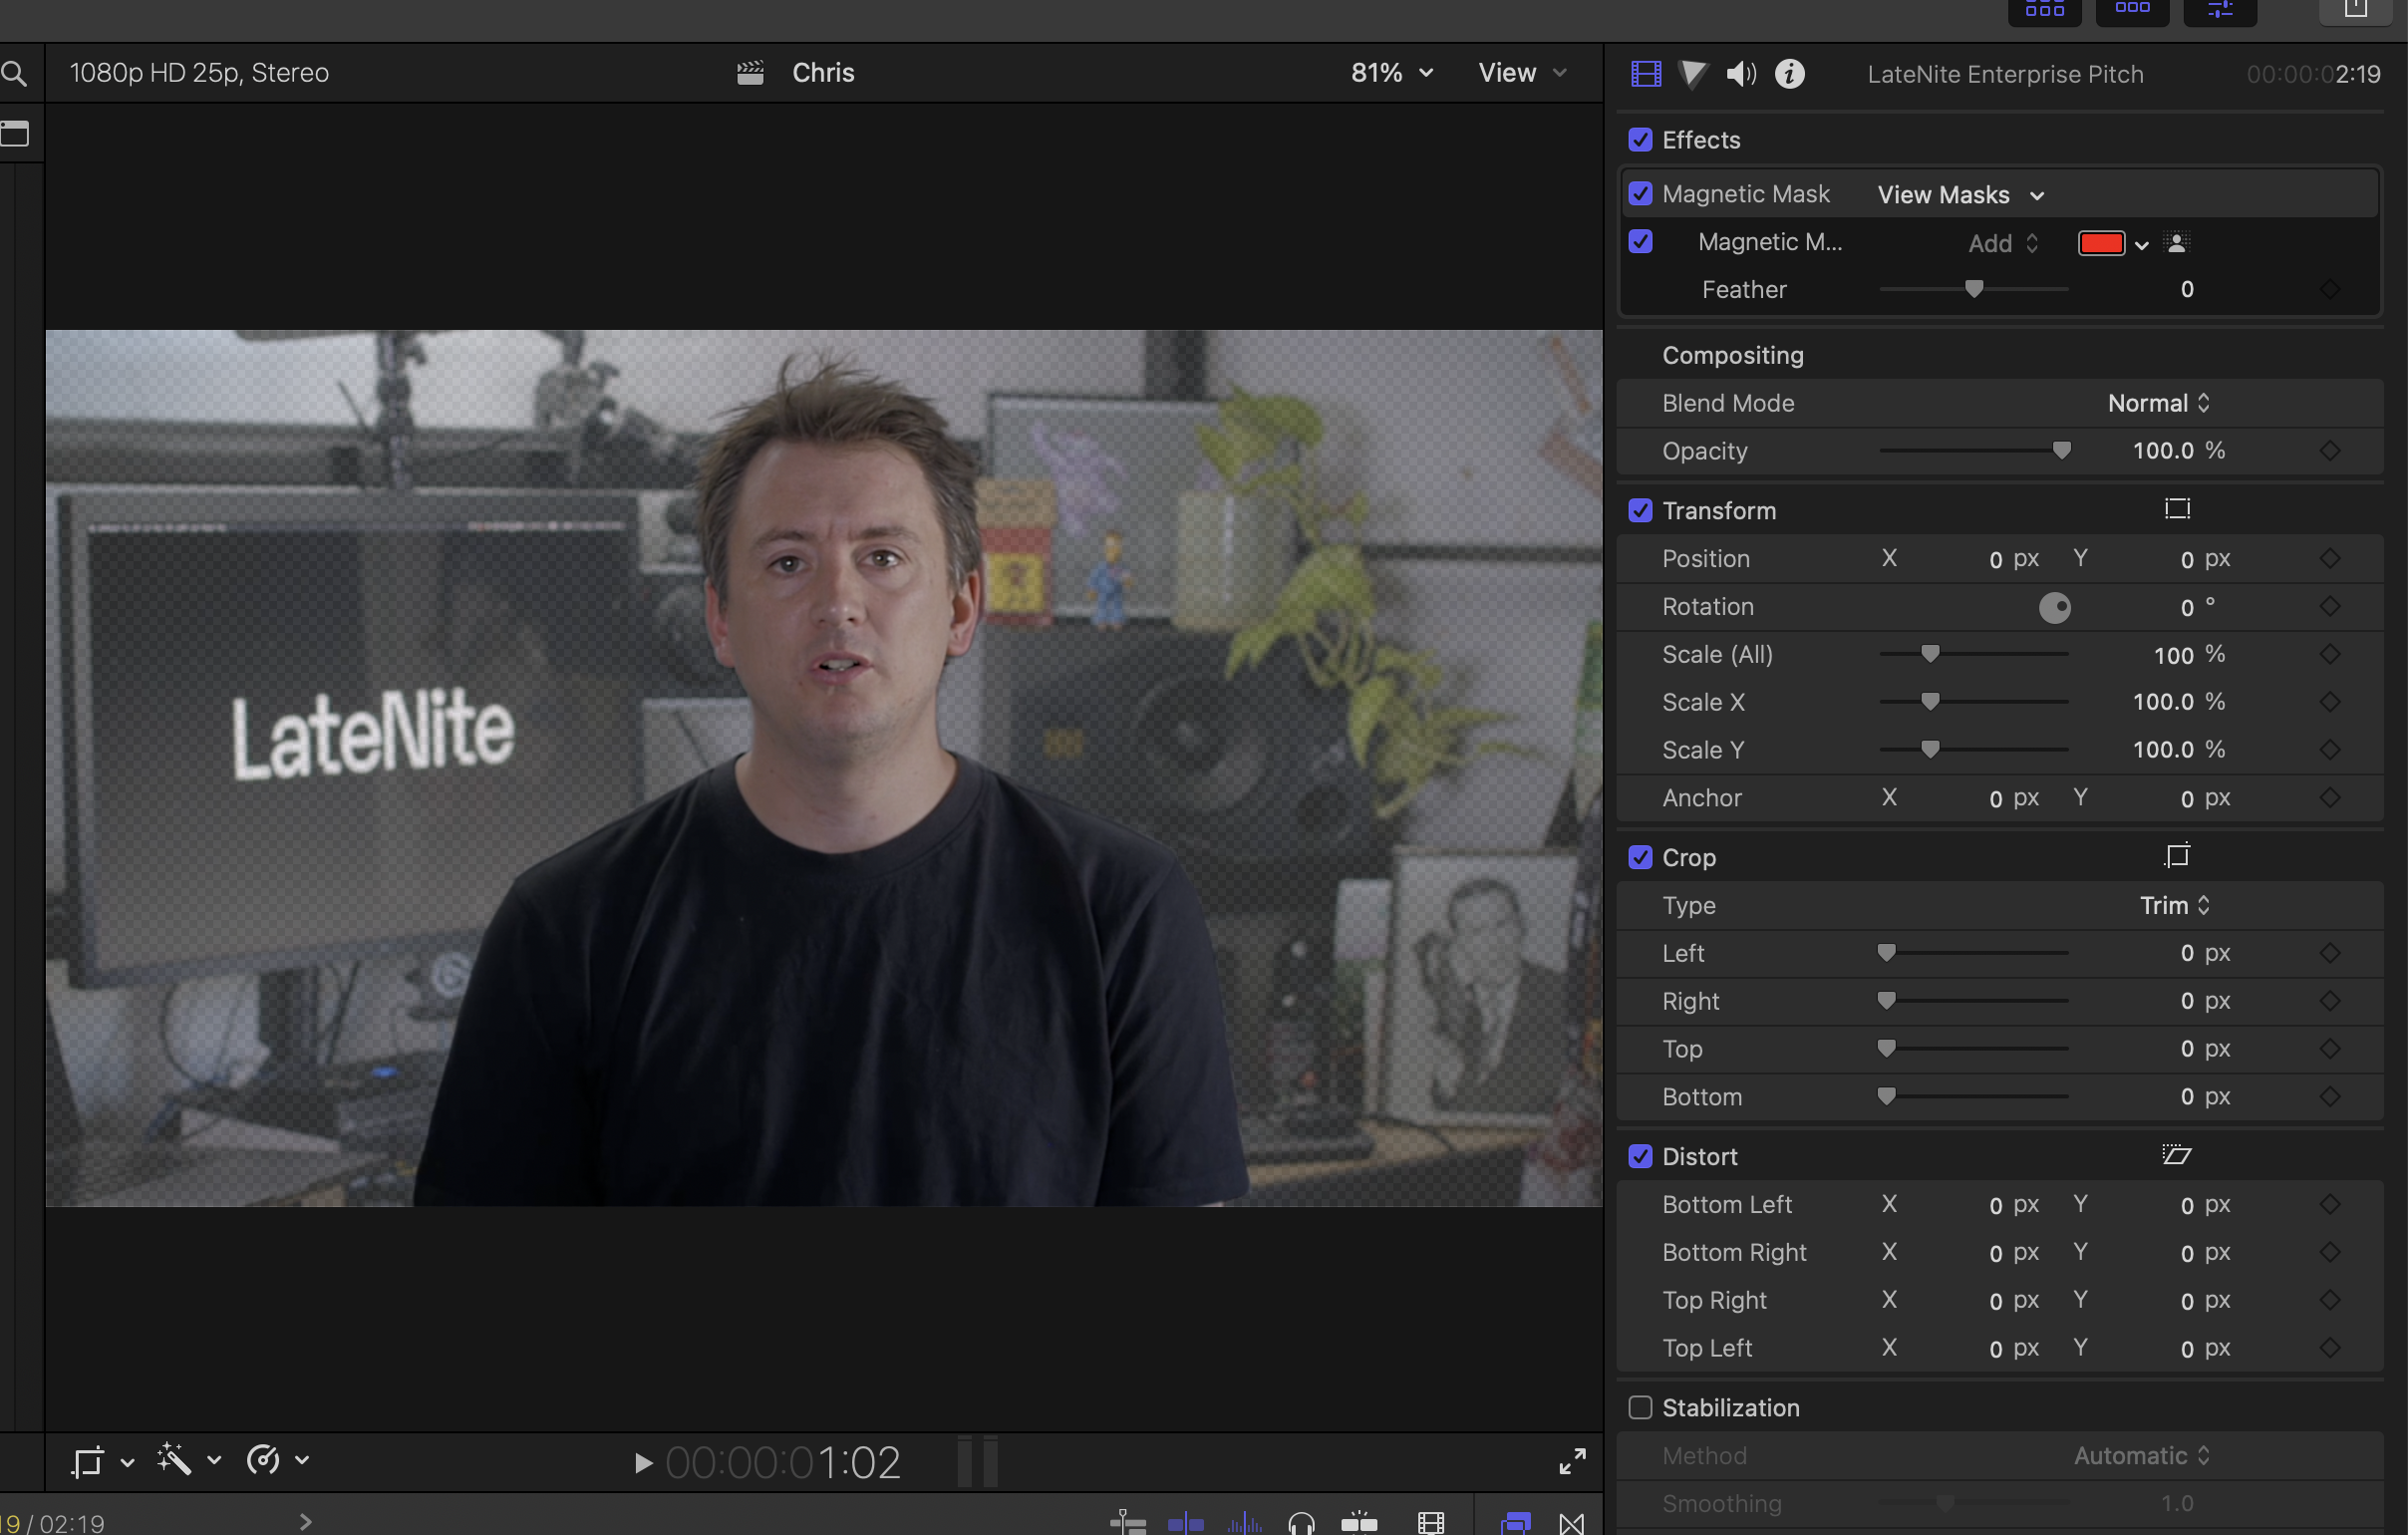 1080p HD 25p, Stereo
Chris
81%
View
LateNite Enterprise Pitch
00:00:02:19
Effects
Magnetic Mask
View Masks
Magnetic M...
Add
Feather
0
Compositing
Blend Mode
Normal
Opacity
100.0 %
Transform
Position X 0 px Y 0 px
Rotation 0 °
Scale (All) 100 %
Scale X 100.0 %
Scale Y 100.0 %
Anchor X 0 px Y 0 px
Crop
Type Trim
Left 0 px
Right 0 px
Top 0 px
Bottom 0 px
Distort
Bottom Left X 0 px Y 0 px
Bottom Right X 0 px Y 0 px
Top Right X 0 px Y 0 px
Top Left X 0 px Y 0 px
Stabilization
Method Automatic
Smoothing 1.0
LateNite
00:00:01:02
19 / 02:19